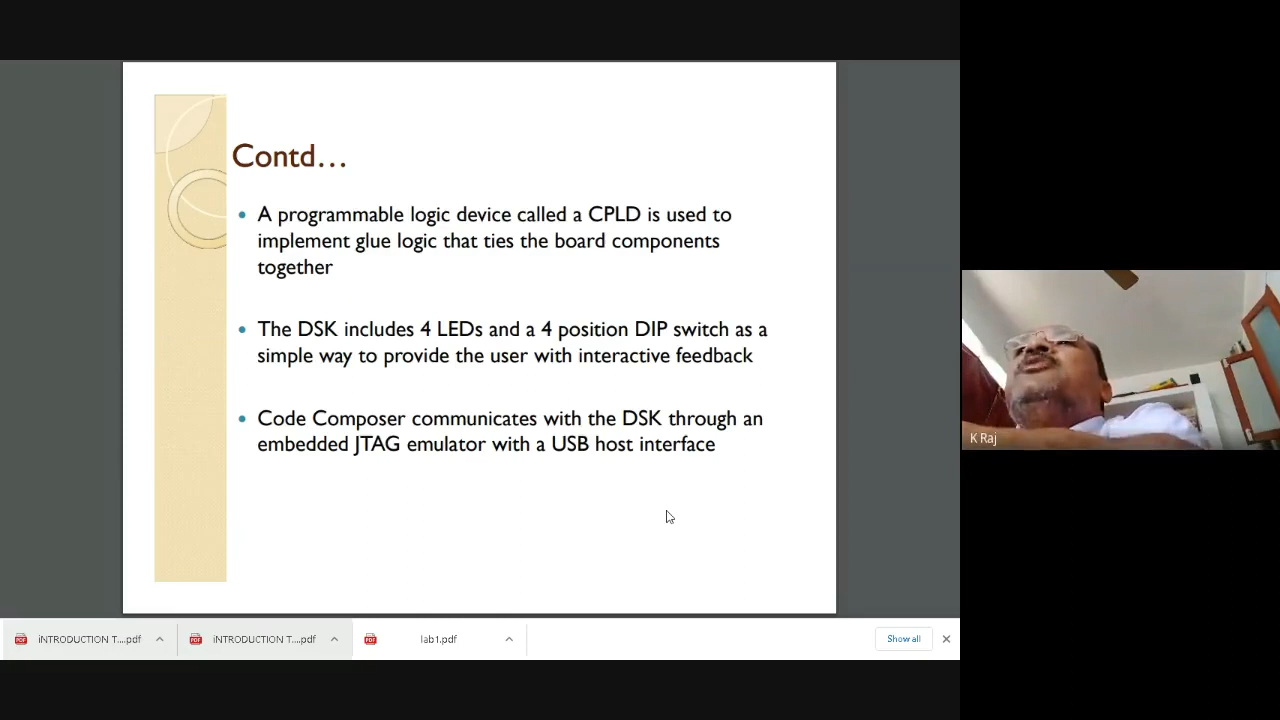 Contd...
• A programmable logic device called a CPLD is used to
implement glue logic that ties the board components
together
• The DSK includes 4 LEDs and a 4 position DIP switch as a
simple way to provide the user with interactive feedback
• Code Composer communicates with the DSK through an
embedded JTAG emulator with a USB host interface
K Raj
iNTRODUCTION T....pdf
iNTRODUCTION T....pdf
lab1.pdf
Show all